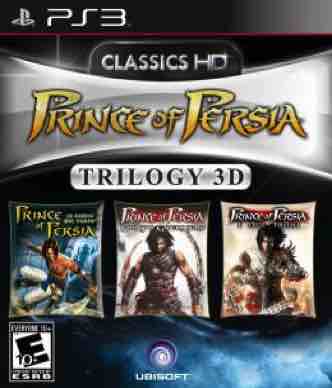 PS3
CLASSICS HD
PRINCE OF PERSIA
TRILOGY 3D
PRINCE
OF PERSIA
PRINCE OF PERSIA
PRINCE OF PERSIA
EVERYONE 10+
E
10+
ESRB
UBISOFT